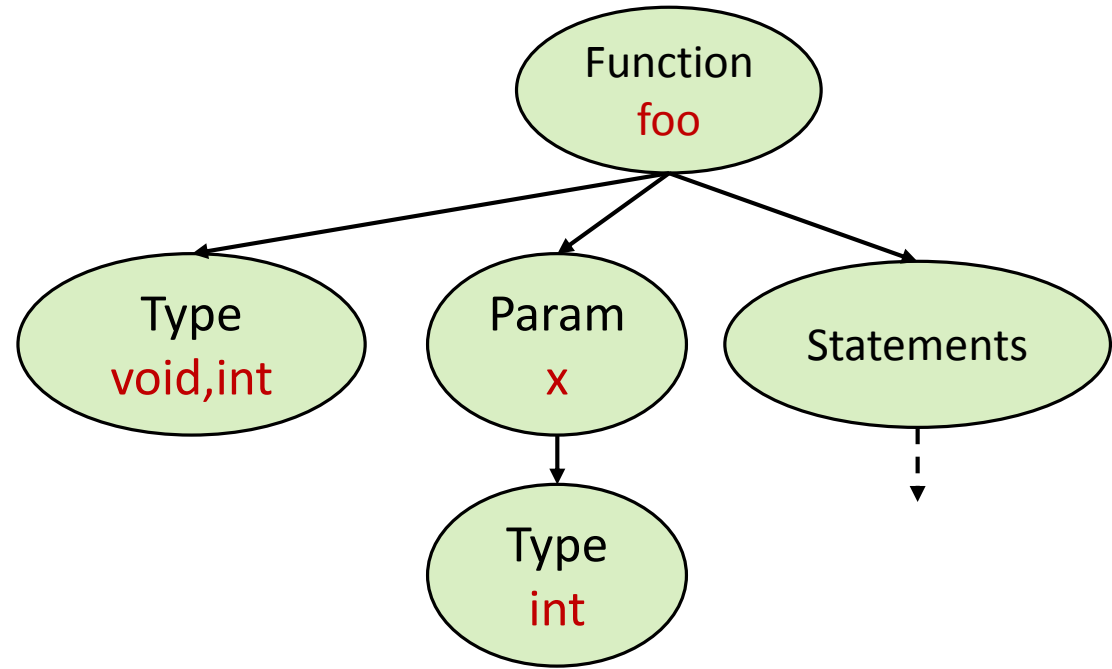 Function
foo
Type
void,int
Param
x
Statements
Type
int